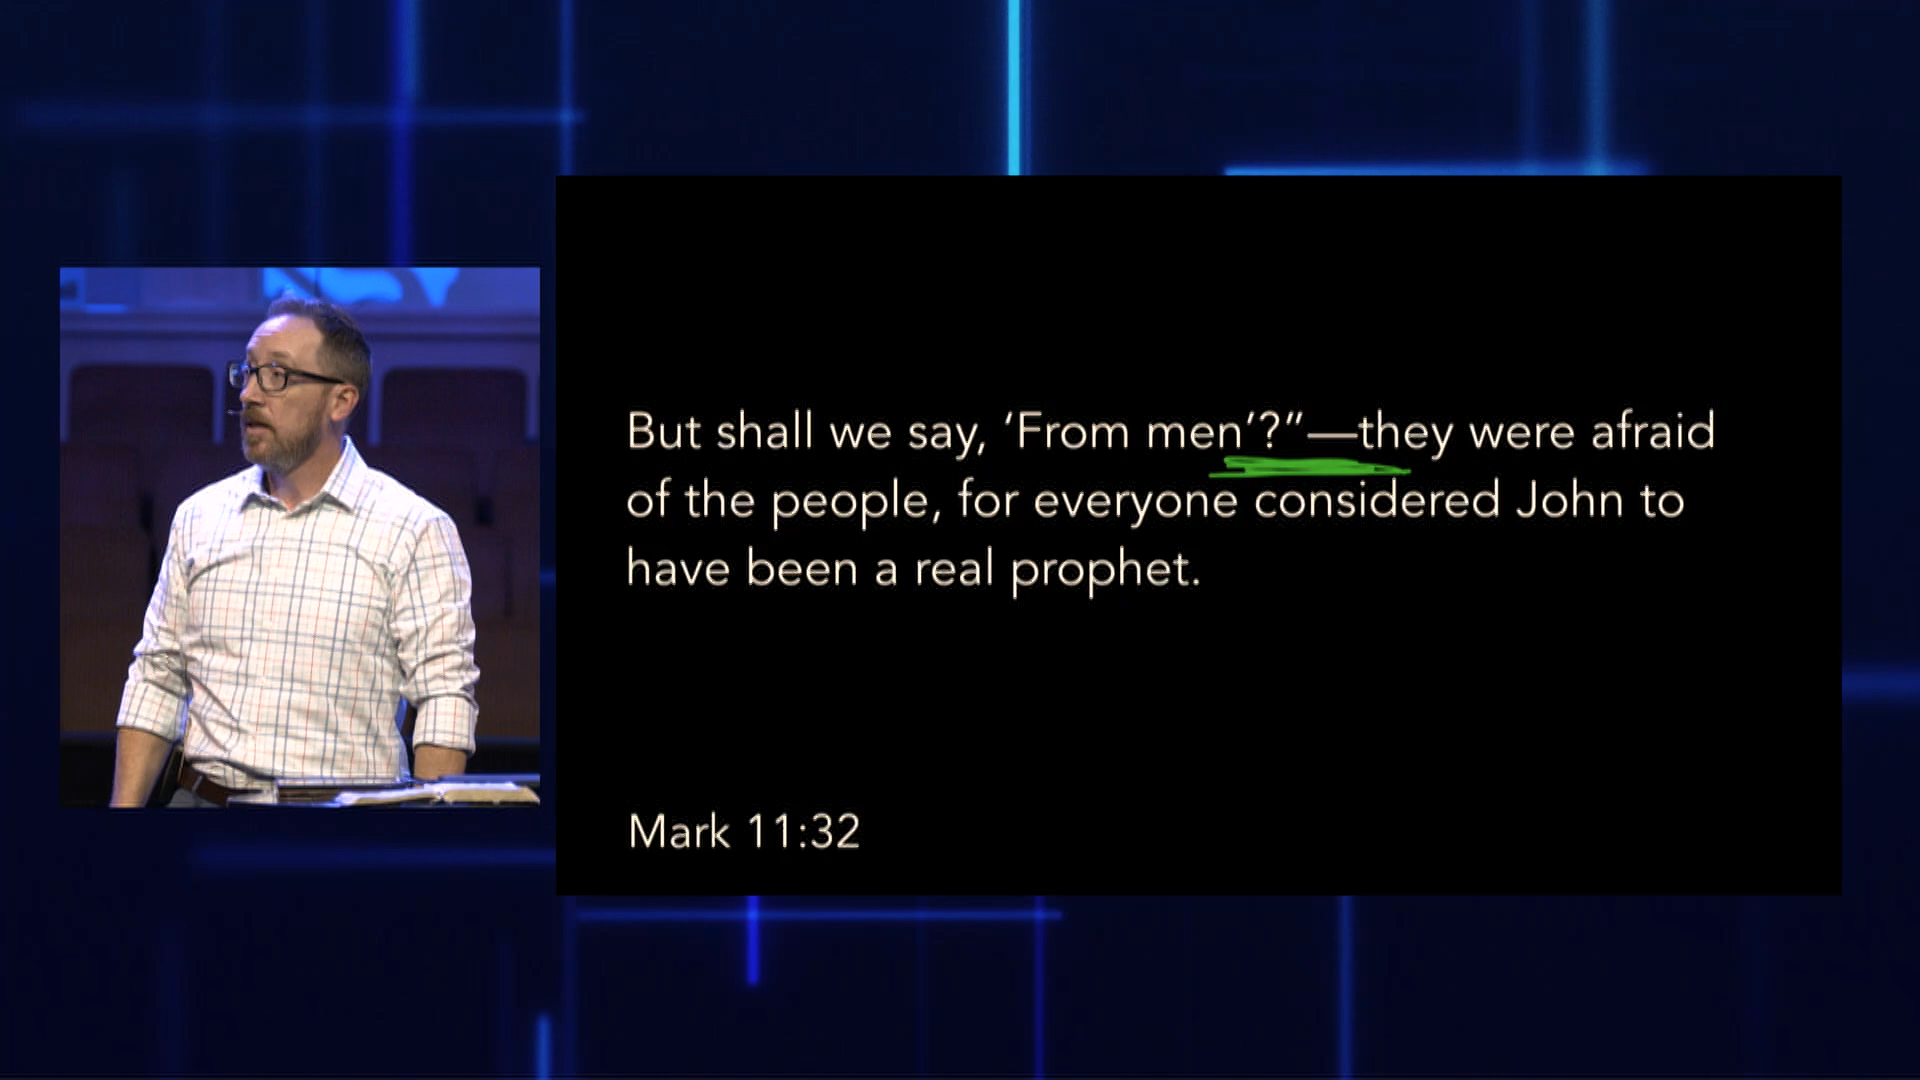 But shall we say, ‘From men’?”—they were afraid
of the people, for everyone considered John to
have been a real prophet.
Mark 11:32